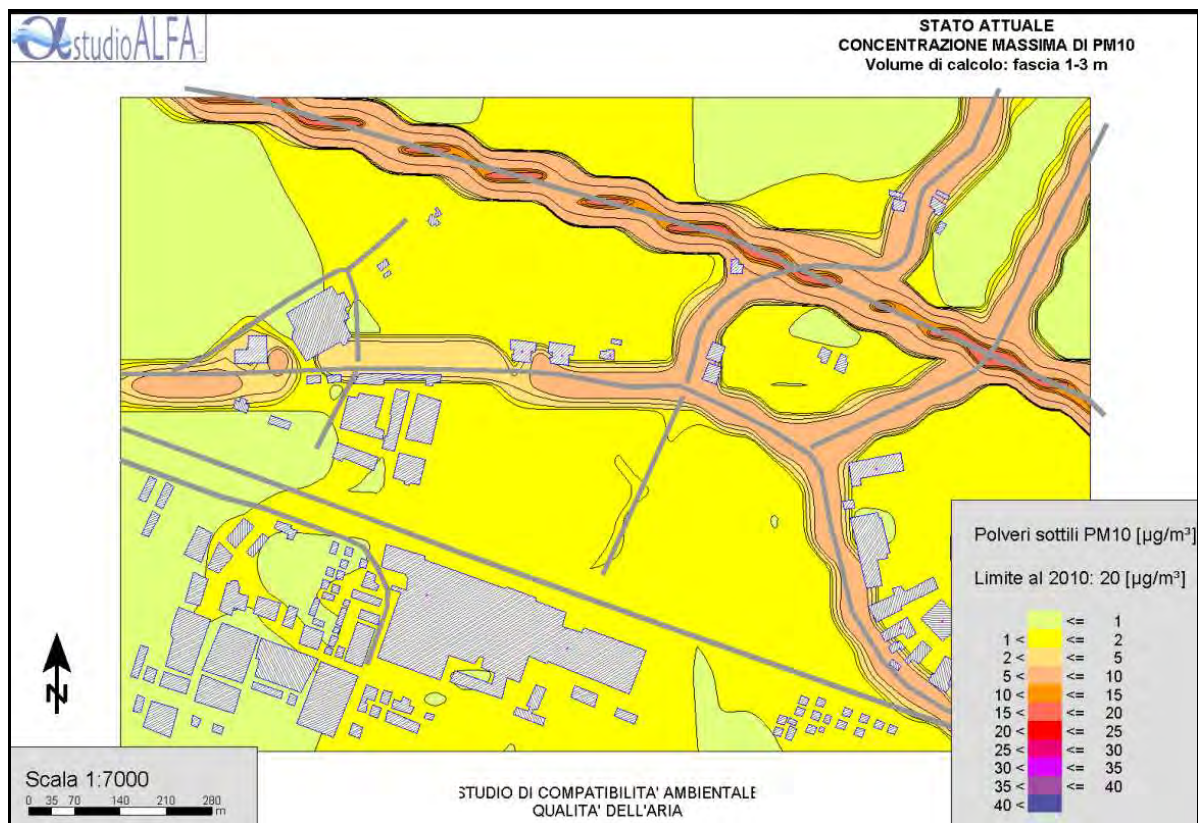 αstudioALFA
STATO ATTUALE
CONCENTRAZIONE MASSIMA DI PM10
Volume di calcolo: fascia 1-3 m
Polveri sottili PM10 [µg/m³]
Limite al 2010: 20 [µg/m³]
<= 1
1 < <= 2
2 < <= 5
5 < <= 10
10 < <= 15
15 < <= 20
20 < <= 25
25 < <= 30
30 < <= 35
35 < <= 40
40 <
N
Scala 1:7000
0 35 70 140 210 280
m
STUDIO DI COMPATIBILITA' AMBIENTALE
QUALITA' DELL'ARIA